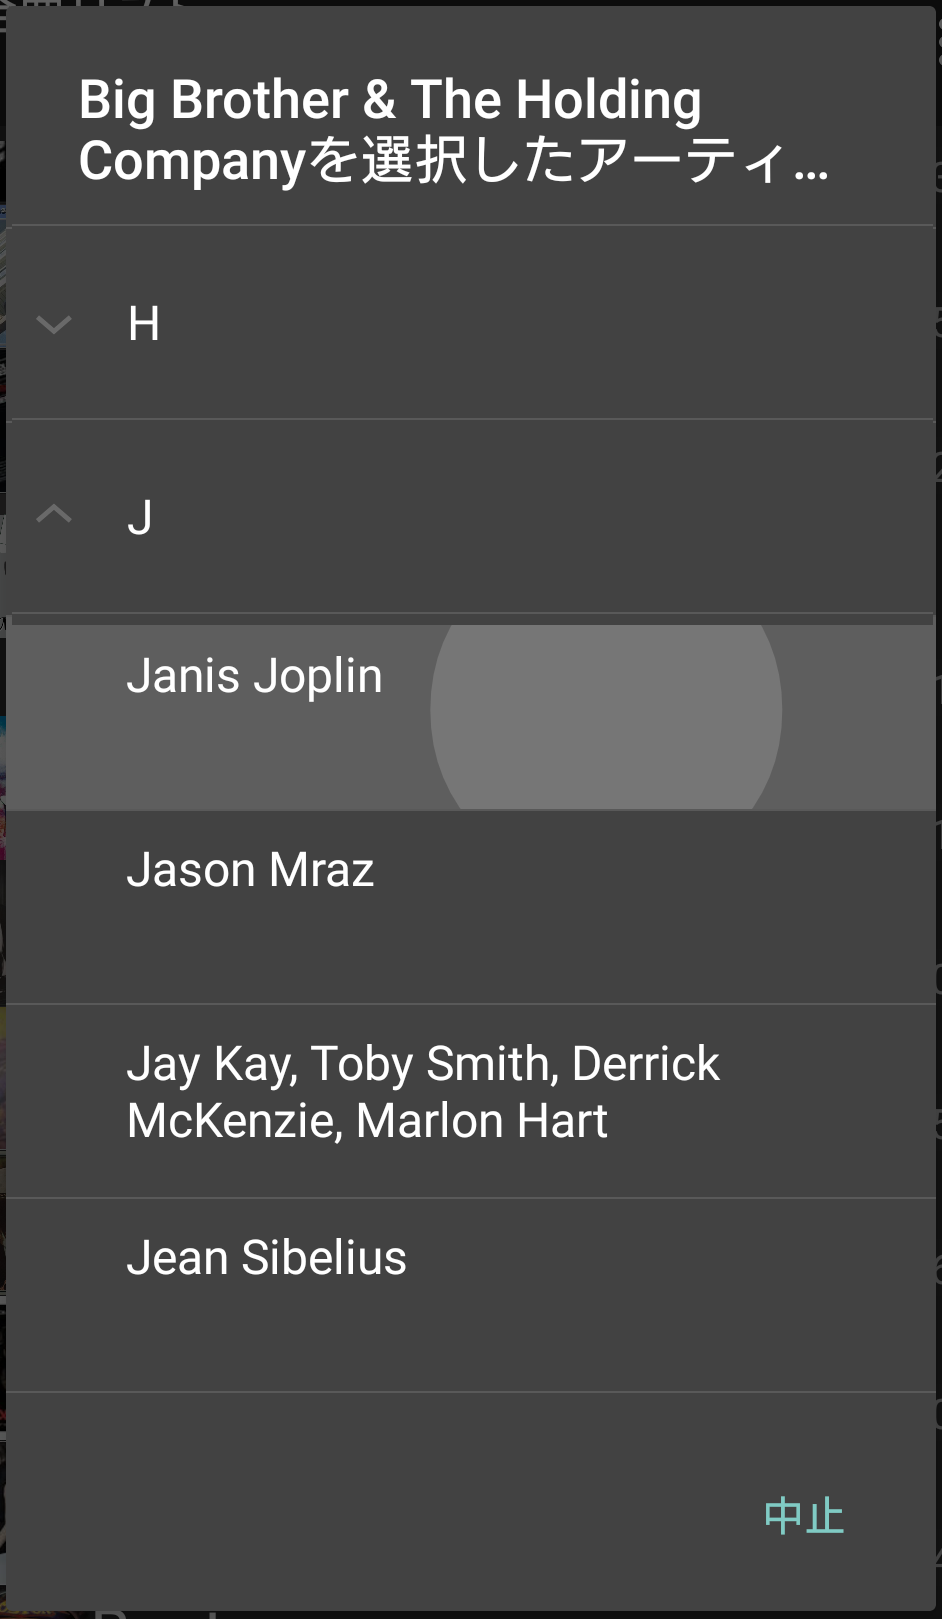 Big Brother & The Holding
Companyを選択したアーティ...
H
J
Janis Joplin
Jason Mraz
Jay Kay, Toby Smith, Derrick
McKenzie, Marlon Hart
Jean Sibelius
中止